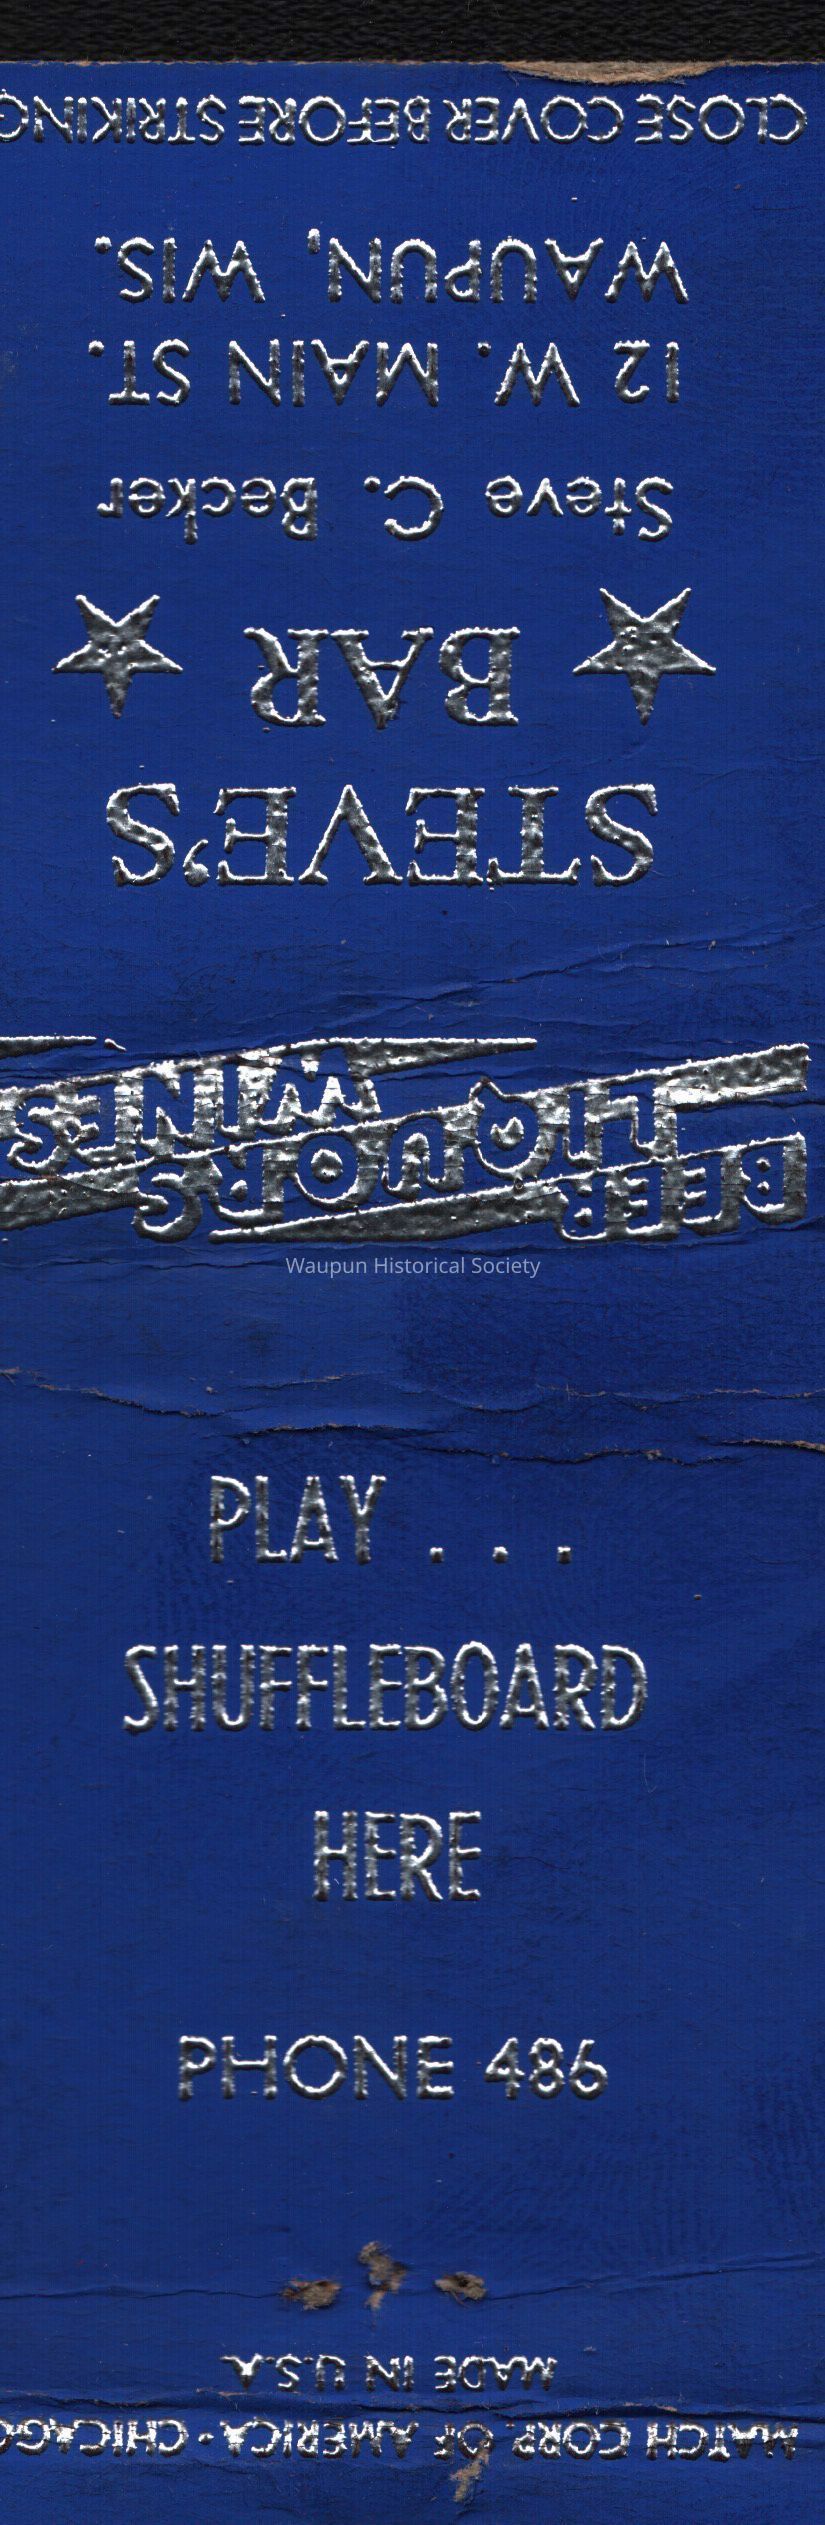 CLOSE COVER BEFORE STRIKING
WAUPUN, WIS.
12 W. MAIN ST.
Steve C. Becker
BAR
STEVE'S
WINES
LIQUORS
BEER
Waupun Historical Society
PLAY . . .
SHUFFLEBOARD
HERE
PHONE 486
MADE IN U.S.A.
MATCH CORP. OF AMERICA • CHICAGO